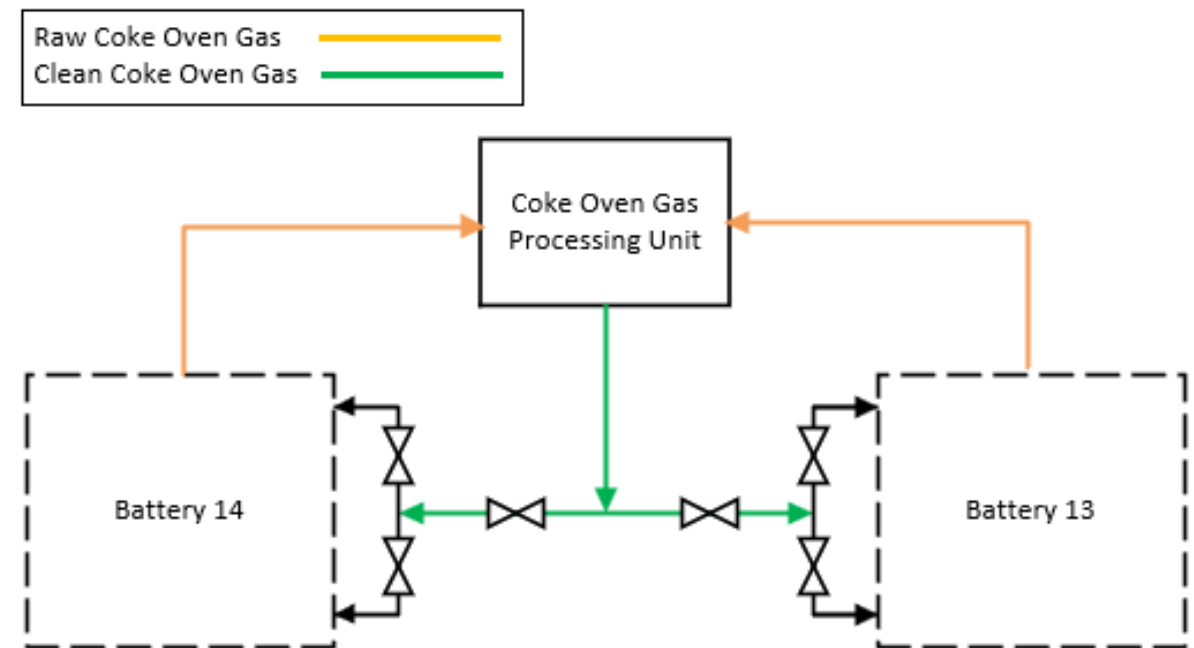 Raw Coke Oven Gas
Clean Coke Oven Gas
Coke Oven Gas
Processing Unit
Battery 14
Battery 13